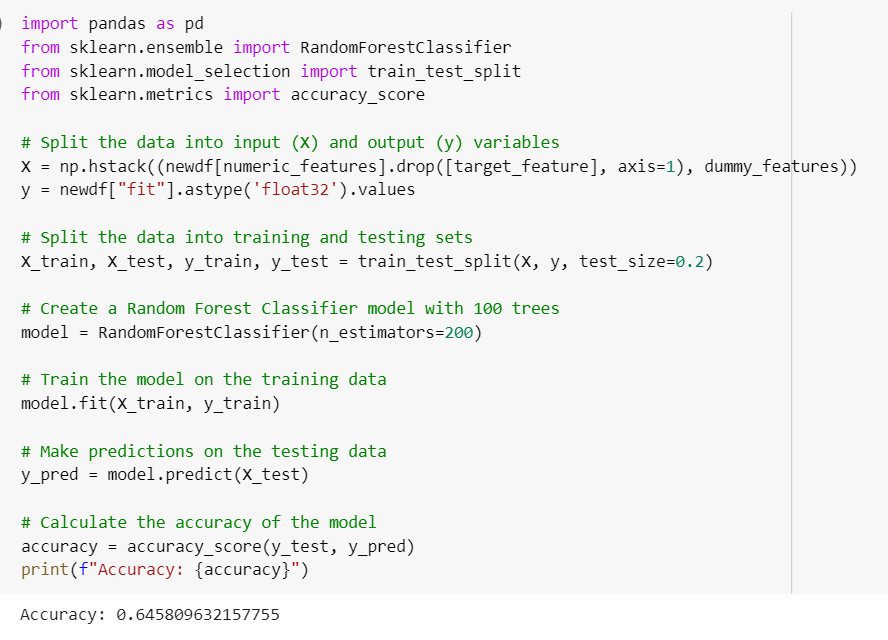 import pandas as pd
from sklearn.ensemble import RandomForestClassifier
from sklearn.model_selection import train_test_split
from sklearn.metrics import accuracy_score
# Split the data into input (X) and output (y) variables
X = np.hstack((newdf[numeric_features].drop([target_feature], axis=1), dummy_features))
y = newdf["fit"].astype('float32').values
# Split the data into training and testing sets
X_train, X_test, y_train, y_test = train_test_split(X, y, test_size=0.2)
# Create a Random Forest Classifier model with 100 trees
model = RandomForestClassifier(n_estimators=200)
# Train the model on the training data
model.fit(X_train, y_train)
# Make predictions on the testing data
y_pred = model.predict(X_test)
# Calculate the accuracy of the model
accuracy = accuracy_score(y_test, y_pred)
print(f"Accuracy: {accuracy}")
Accuracy: 0.645809632157755